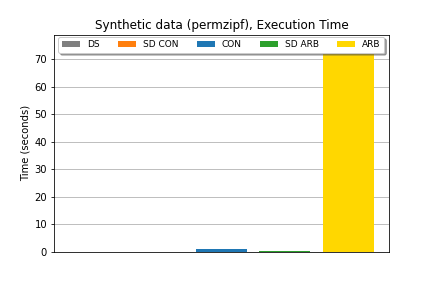 Synthetic data (permzipf), Execution Time
DS SD CON CON SD ARB ARB
70
60
50
40
30
20
10
0
Time (seconds)